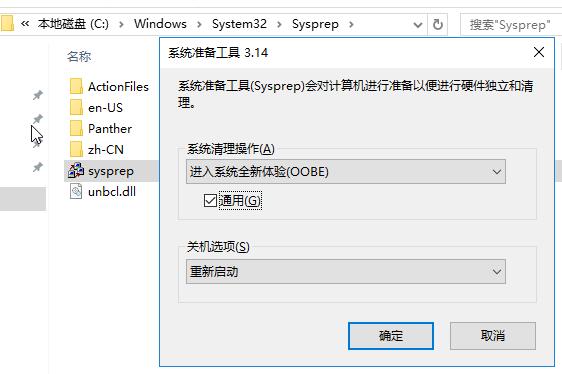 « 本地磁盘 (C:) > Windows > System32 > Sysprep >
搜索"Sysprep"
名称
ActionFiles
en-US
Panther
zh-CN
sysprep
unbcl.dll
系统准备工具 3.14
系统准备工具(Sysprep)会对计算机进行准备以便进行硬件独立和清
理。
系统清理操作(A)
进入系统全新体验(OOBE)
通用(G)
关机选项(S)
重新启动
确定
取消